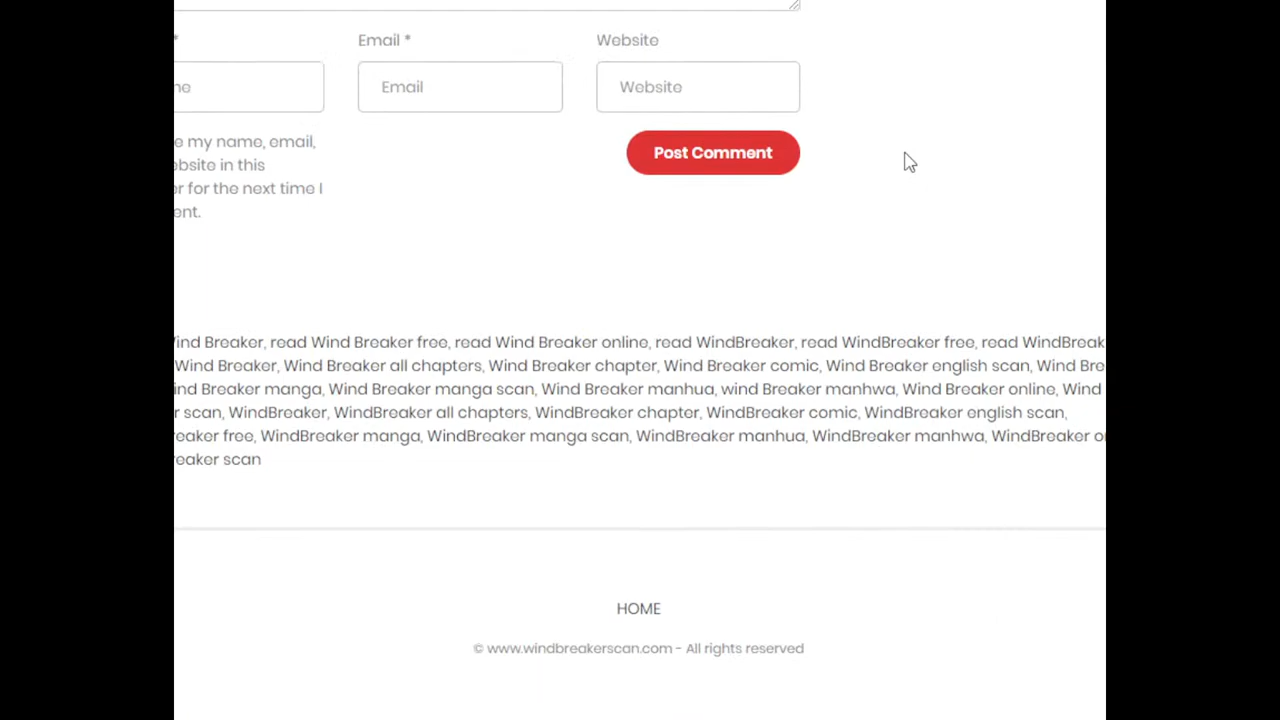 * Email * Website
ne Email Website
e my name, email,
ebsite in this Post Comment
er for the next time I
ent.
Wind Breaker, read Wind Breaker free, read Wind Breaker online, read WindBreaker, read WindBreaker free, read WindBreak
Wind Breaker, Wind Breaker all chapters, Wind Breaker chapter, Wind Breaker comic, Wind Breaker english scan, Wind Bre
ind Breaker manga, Wind Breaker manga scan, Wind Breaker manhua, wind Breaker manhwa, Wind Breaker online, Wind
r scan, WindBreaker, WindBreaker all chapters, WindBreaker chapter, WindBreaker comic, WindBreaker english scan,
reaker free, WindBreaker manga, WindBreaker manga scan, WindBreaker manhua, WindBreaker manhwa, WindBreaker o
reaker scan
HOME
© www.windbreakerscan.com - All rights reserved